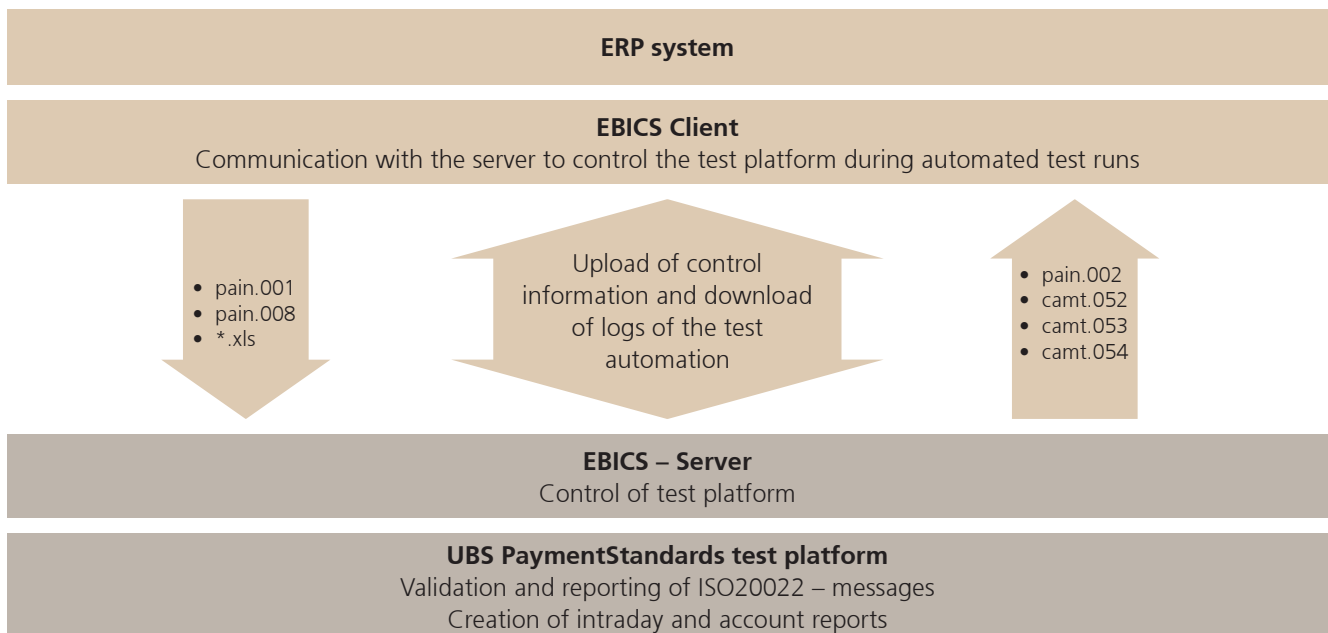 ERP system
EBICS Client
Communication with the server to control the test platform during automated test runs
• pain.001
• pain.008
• *.xls
Upload of control
information and download
of logs of the test
automation
• pain.002
• camt.052
• camt.053
• camt.054
EBICS – Server
Control of test platform
UBS PaymentStandards test platform
Validation and reporting of ISO20022 – messages
Creation of intraday and account reports